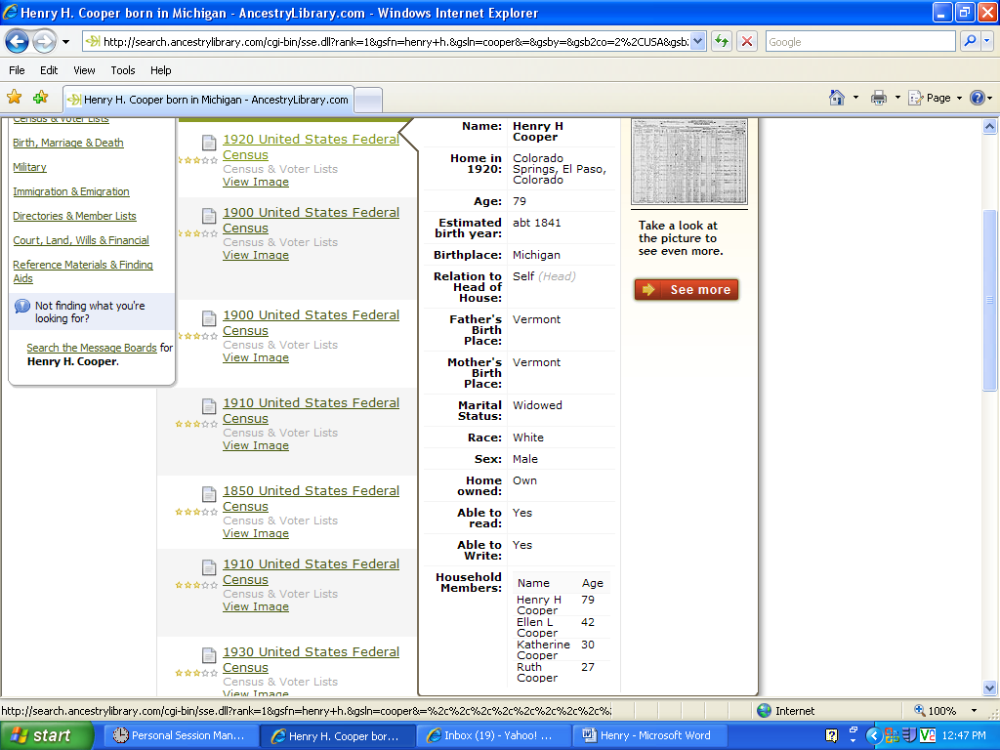 Henry H. Cooper born in Michigan - AncestryLibrary.com - Windows Internet Explorer
http://search.ancestrylibrary.com/cgi-bin/sse.dll?rank=1&gsfn=henry+h.&gsln=cooper&=&gsby=&gsb2co=2%2CUSA&gsb2
Google
File Edit View Tools Help
Henry H. Cooper born in Michigan - AncestryLibrary.com
Page
Census & Voter Lists
Birth, Marriage & Death
Military
Immigration & Emigration
Directories & Member Lists
Court, Land, Wills & Financial
Reference Materials & Finding
Aids
Not finding what you're
looking for?
Search the Message Boards for
Henry H. Cooper.
1920 United States Federal
Census
Census & Voter Lists
View Image
1900 United States Federal
Census
Census & Voter Lists
View Image
1900 United States Federal
Census
Census & Voter Lists
View Image
1910 United States Federal
Census
Census & Voter Lists
View Image
1850 United States Federal
Census
Census & Voter Lists
View Image
1910 United States Federal
Census
Census & Voter Lists
View Image
1930 United States Federal
Census
Census & Voter Lists
View Image
Name: Henry H
Cooper
Home in Colorado
1920: Springs, El Paso,
Colorado
Age: 79
Estimated abt 1841
birth year:
Birthplace: Michigan
Relation to Self (Head)
Head of
House:
Father's Vermont
Birth
Place:
Mother's Vermont
Birth
Place:
Marital Widowed
Status:
Race: White
Sex: Male
Home Own
owned:
Able to Yes
read:
Able to Yes
Write:
Household
Members:
Name Age
Henry H 79
Cooper
Ellen L 42
Cooper
Katherine 30
Cooper
Ruth 27
Cooper
Take a look at
the picture to
see even more.
See more
http://search.ancestrylibrary.com/cgi-bin/sse.dll?rank=1&gsfn=henry+h.&gsln=cooper&=%2c%2c%2c%2c%2c%2c%2c%2c%
Internet
100%
start
Personal Session Man...
Henry H. Cooper bor...
Inbox (19) - Yahoo! ...
Henry - Microsoft Word
12:47 PM